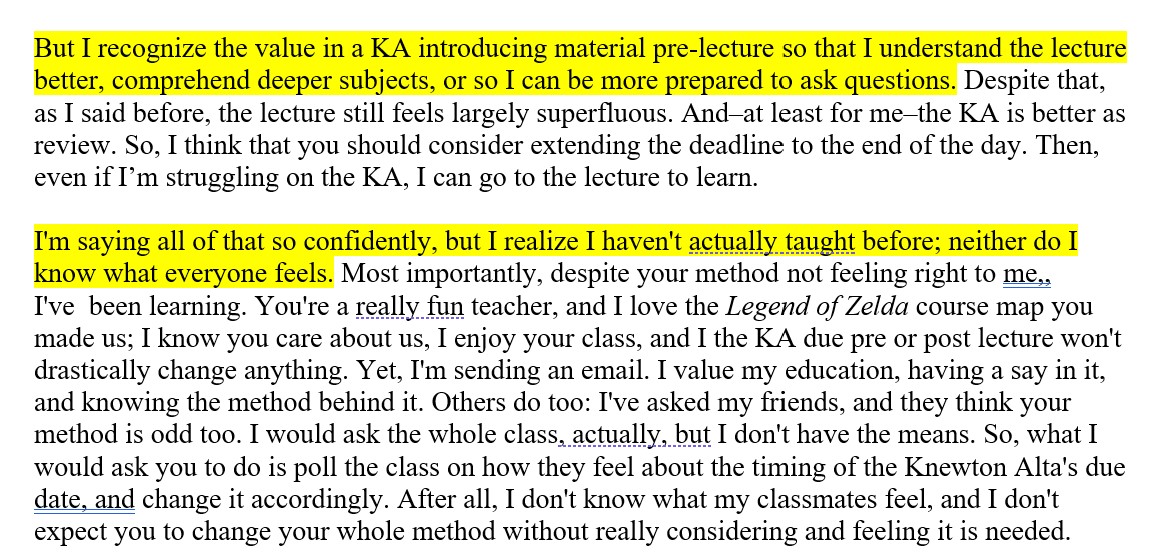 But I recognize the value in a KA introducing material pre-lecture so that I understand the lecture
better, comprehend deeper subjects, or so I can be more prepared to ask questions. Despite that,
as I said before, the lecture still feels largely superfluous. And–at least for me–the KA is better as
review. So, I think that you should consider extending the deadline to the end of the day. Then,
even if I’m struggling on the KA, I can go to the lecture to learn.
I'm saying all of that so confidently, but I realize I haven't actually taught before; neither do I
know what everyone feels. Most importantly, despite your method not feeling right to me,,
I've  been learning. You're a really fun teacher, and I love the Legend of Zelda course map you
made us; I know you care about us, I enjoy your class, and I the KA due pre or post lecture won't
drastically change anything. Yet, I'm sending an email. I value my education, having a say in it,
and knowing the method behind it. Others do too: I've asked my friends, and they think your
method is odd too. I would ask the whole class, actually, but I don't have the means. So, what I
would ask you to do is poll the class on how they feel about the timing of the Knewton Alta's due
date, and change it accordingly. After all, I don't know what my classmates feel, and I don't
expect you to change your whole method without really considering and feeling it is needed.